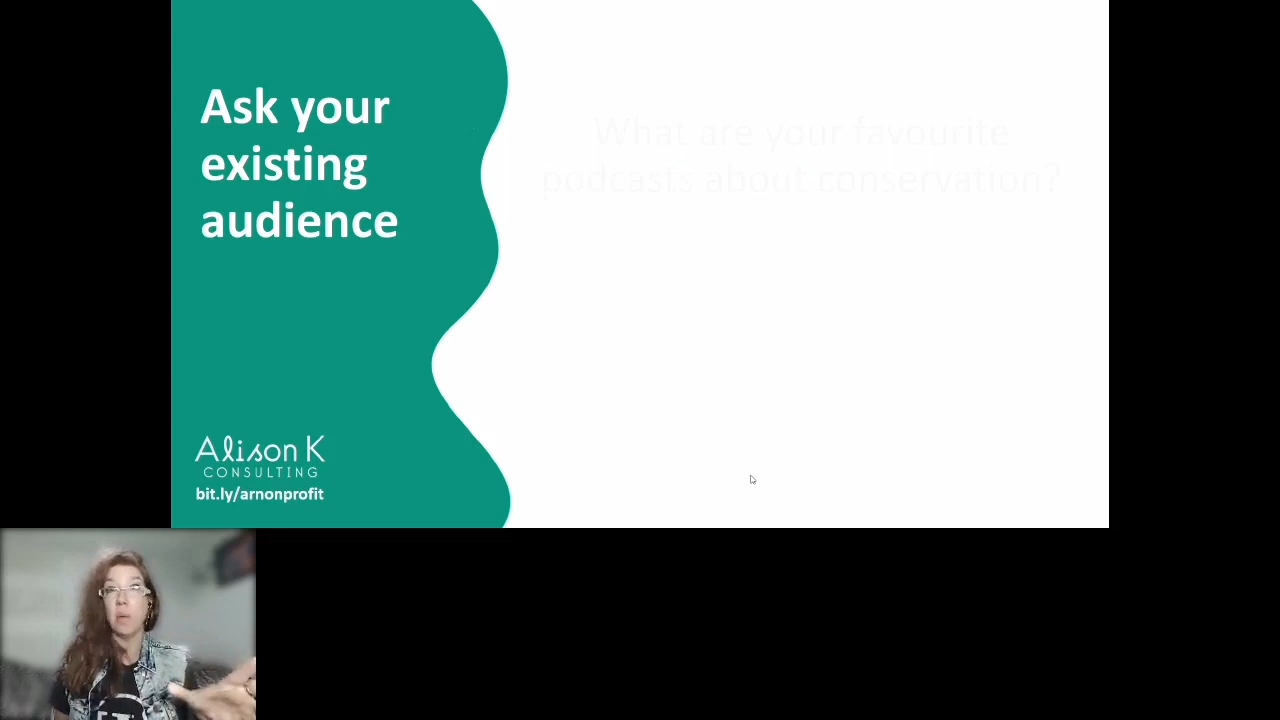 Ask your
existing
audience
What are your favourite
podcasts about conservation?
Alison K
CONSULTING
bit.ly/arnonprofit